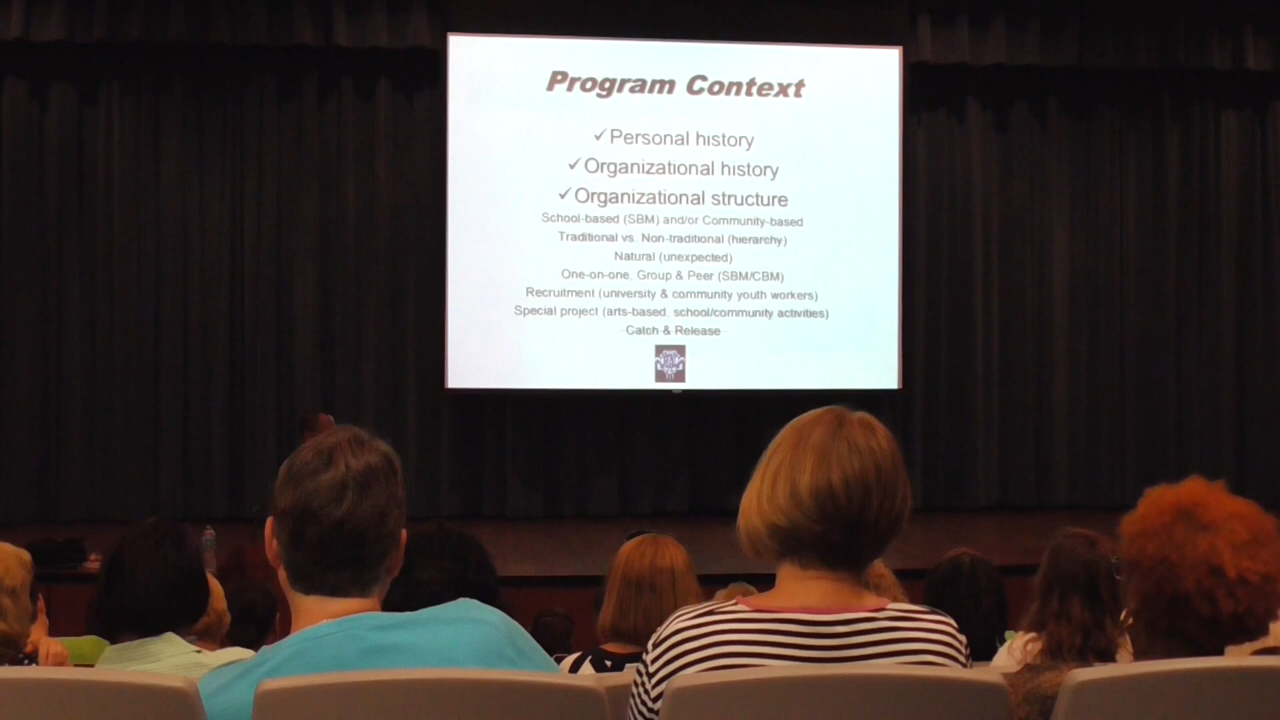 Program Context
✓Personal history
✓Organizational history
✓Organizational structure
School-based (SBM) and/or Community-based
Traditional vs. Non-traditional (hierarchy)
Natural (unexpected)
One-on-one, Group & Peer (SBM/CBM)
Recruitment (university & community youth workers)
Special project (arts-based, school/community activities)
Catch & Release